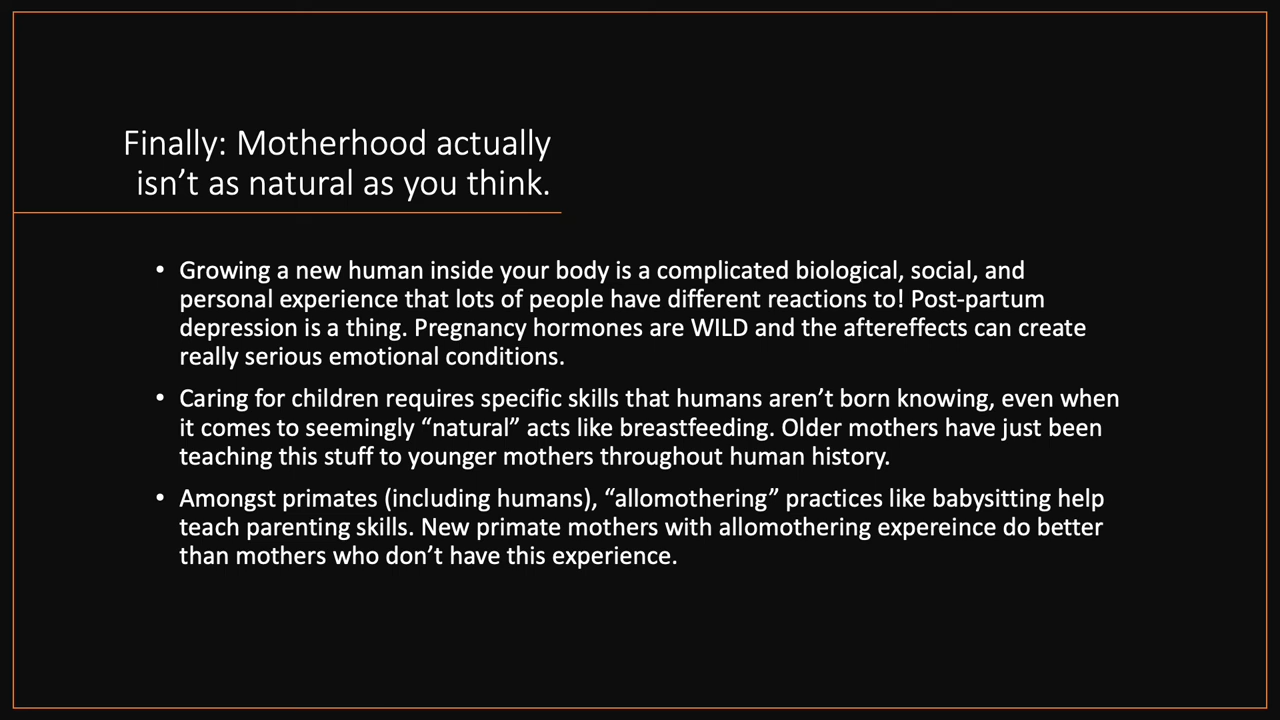 Finally: Motherhood actually
isn’t as natural as you think.
• Growing a new human inside your body is a complicated biological, social, and
personal experience that lots of people have different reactions to! Post-partum
depression is a thing. Pregnancy hormones are WILD and the aftereffects can create
really serious emotional conditions.
• Caring for children requires specific skills that humans aren’t born knowing, even when
it comes to seemingly “natural” acts like breastfeeding. Older mothers have just been
teaching this stuff to younger mothers throughout human history.
• Amongst primates (including humans), “allomothering” practices like babysitting help
teach parenting skills. New primate mothers with allomothering expereince do better
than mothers who don’t have this experience.